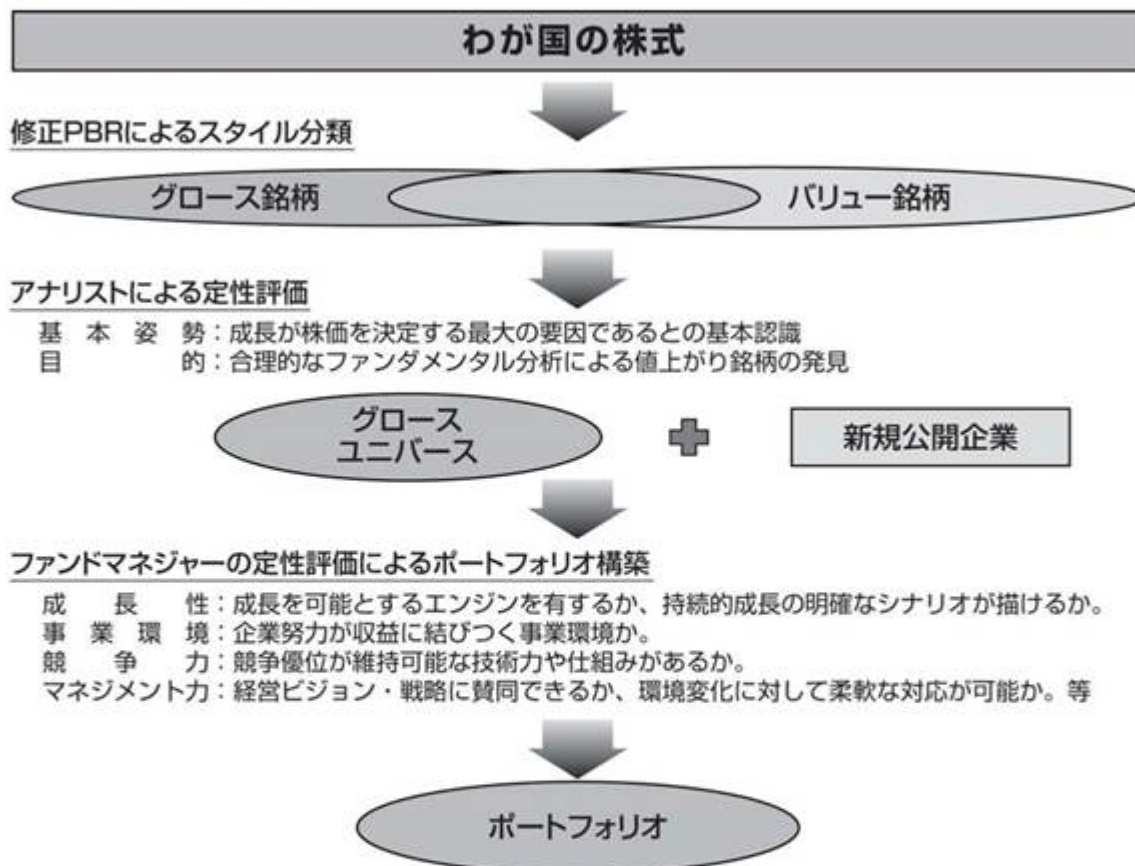 わが国の株式
修正PBRによるスタイル分類
グロース銘柄
バリュー銘柄
アナリストによる定性評価
基本姿勢：成長が株価を決定する最大の要因であるとの基本認識
目的：合理的なファンダメンタル分析による値上がり銘柄の発見
グロース
ユニバース
新規公開企業
ファンドマネジャーの定性評価によるポートフォリオ構築
成長性：成長を可能とするエンジンを有するか、持続的成長の明確なシナリオが描けるか。
事業環境：企業努力が収益に結びつく事業環境か。
競争力：競争優位が維持可能な技術力や仕組みがあるか。
マネジメント力：経営ビジョン・戦略に賛同できるか、環境変化に対して柔軟な対応が可能か。等
ポートフォリオ